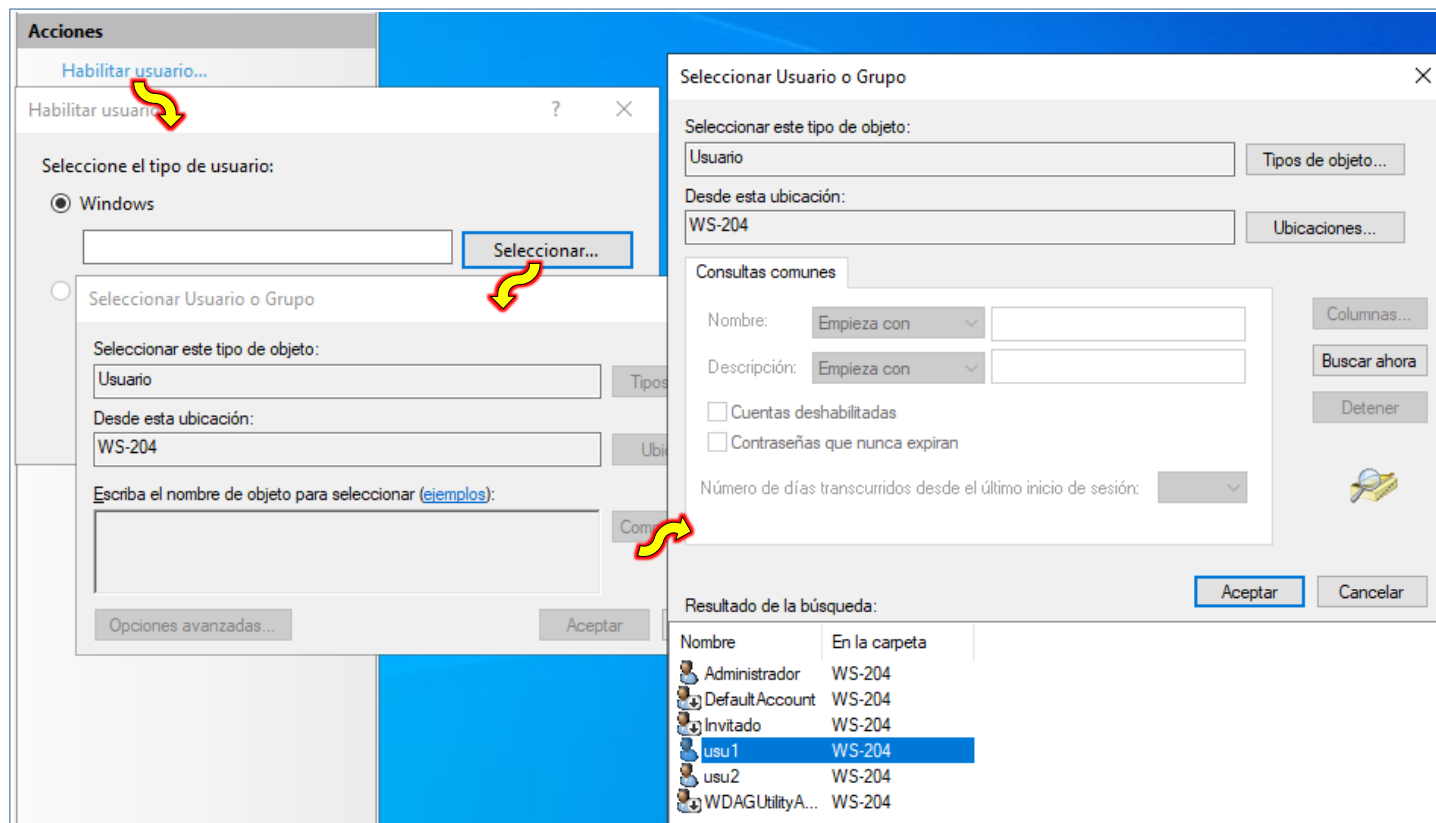 Acciones
Habilitar usuario...
Habilitar usuario
?
Seleccione el tipo de usuario:
Windows
Seleccionar...
Seleccionar Usuario o Grupo
Seleccionar este tipo de objeto:
Usuario
Tipos
Desde esta ubicación:
WS-204
Escriba el nombre de objeto para seleccionar (ejemplos):
Opciones avanzadas...
Aceptar
Seleccionar Usuario o Grupo
Seleccionar este tipo de objeto:
Usuario
Tipos de objeto...
Desde esta ubicación:
WS-204
Ubicaciones...
Consultas comunes
Nombre:
Empieza con
Columnas...
Descripción:
Empieza con
Buscar ahora
Cuentas deshabilitadas
Detener
Contraseñas que nunca expiran
Número de días transcurridos desde el último inicio de sesión:
Aceptar
Cancelar
Resultado de la búsqueda:
Nombre En la carpeta
Administrador WS-204
DefaultAccount WS-204
Invitado WS-204
usu1 WS-204
usu2 WS-204
WDAGUtilityA... WS-204